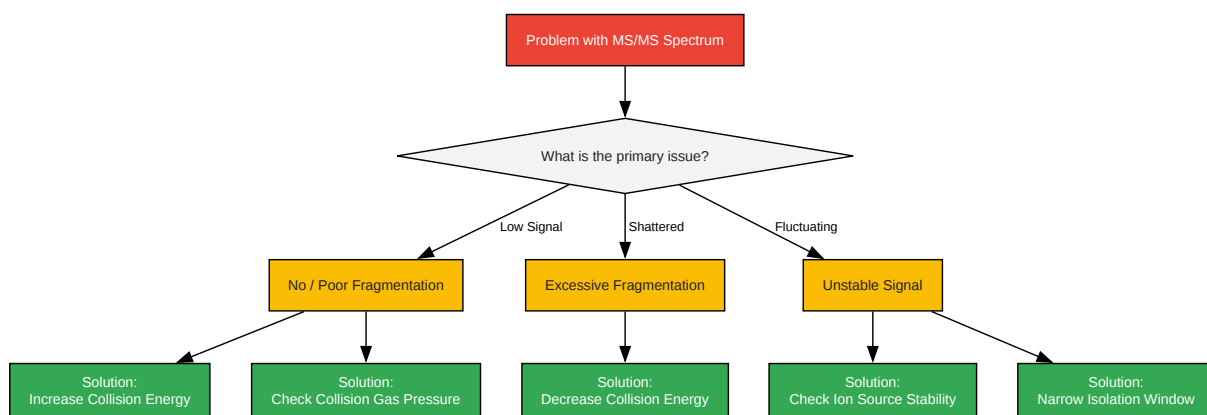 Problem with MS/MS Spectrum
What is the primary issue?
Low Signal
Shattered
Fluctuating
No / Poor Fragmentation
Excessive Fragmentation
Unstable Signal
Solution:
Increase Collision Energy
Solution:
Check Collision Gas Pressure
Solution:
Decrease Collision Energy
Solution:
Check Ion Source Stability
Solution:
Narrow Isolation Window